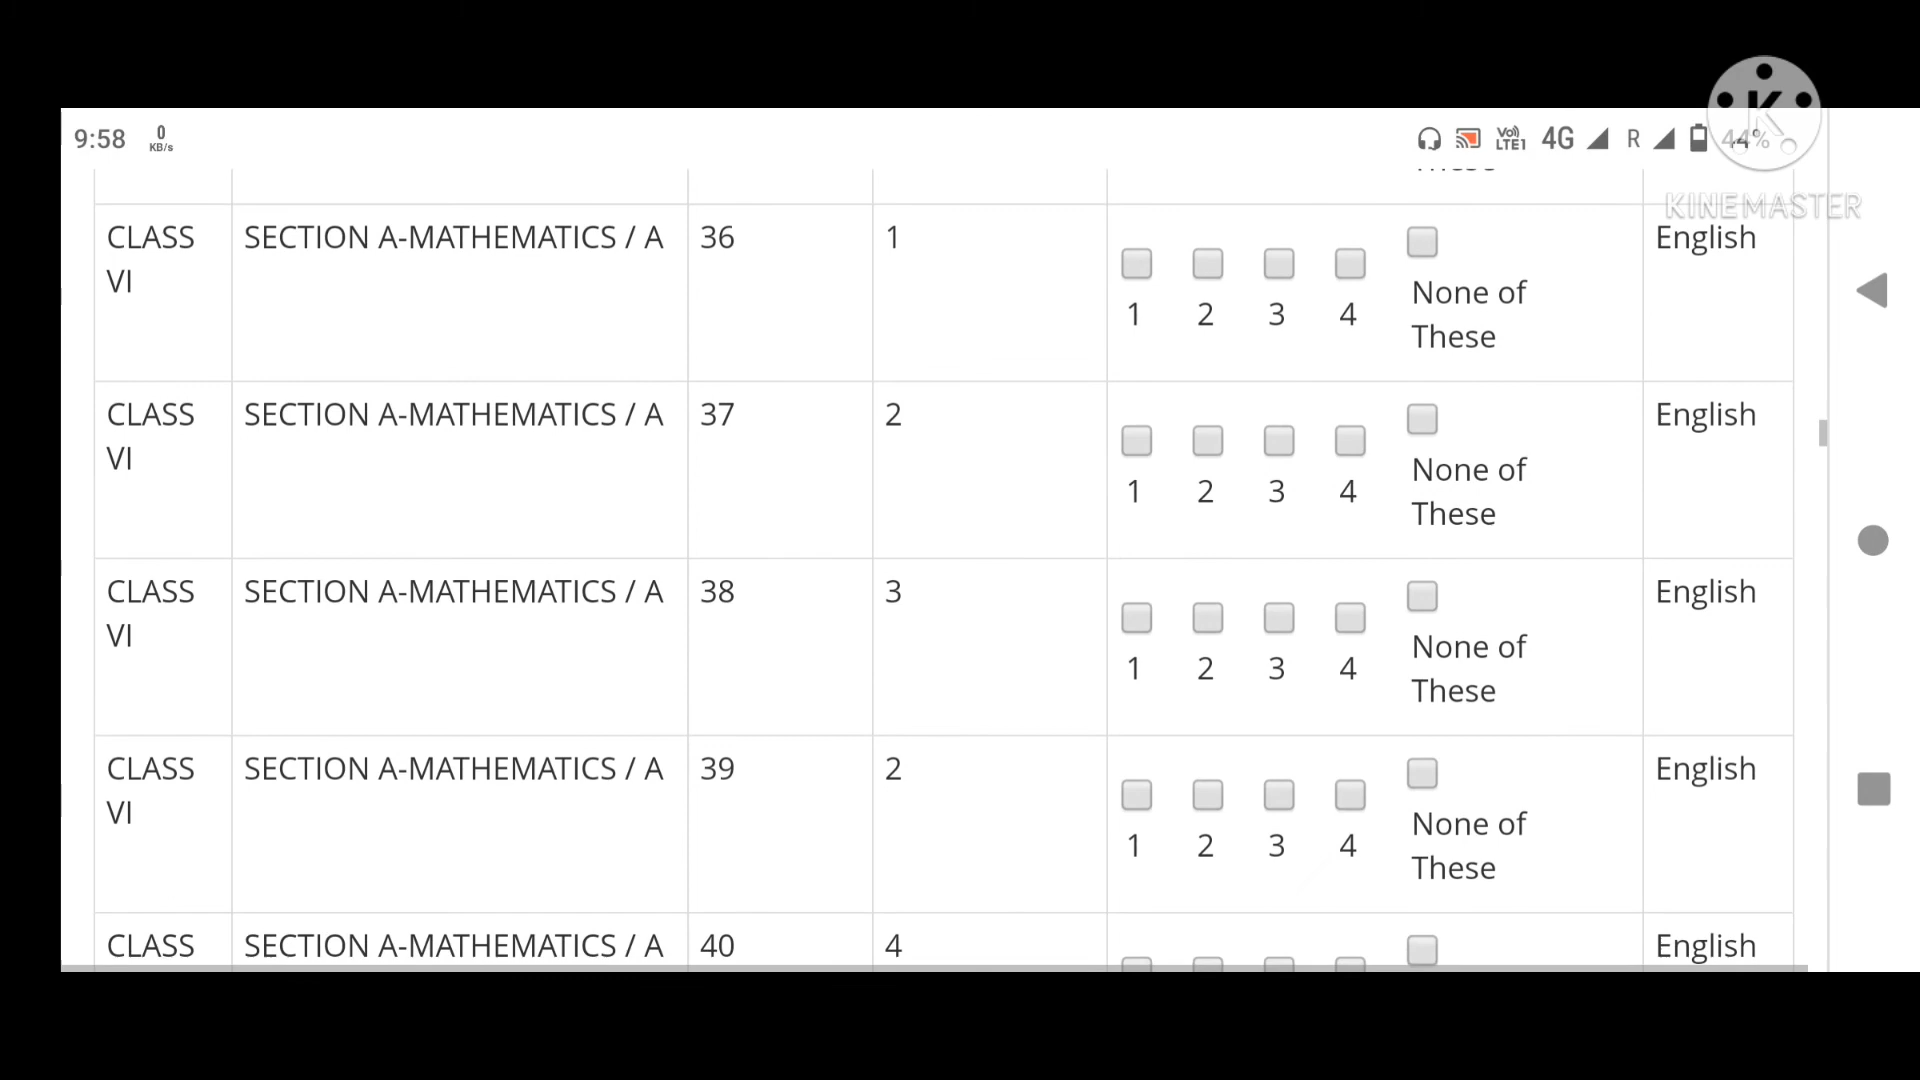 9:58 0 KB/s Vo) LTE1 4G R 44%
KINEMASTER
CLASS VI SECTION A-MATHEMATICS / A 36 1 1 2 3 4 None of These English
CLASS VI SECTION A-MATHEMATICS / A 37 2 1 2 3 4 None of These English
CLASS VI SECTION A-MATHEMATICS / A 38 3 1 2 3 4 None of These English
CLASS VI SECTION A-MATHEMATICS / A 39 2 1 2 3 4 None of These English
CLASS SECTION A-MATHEMATICS / A 40 4 English